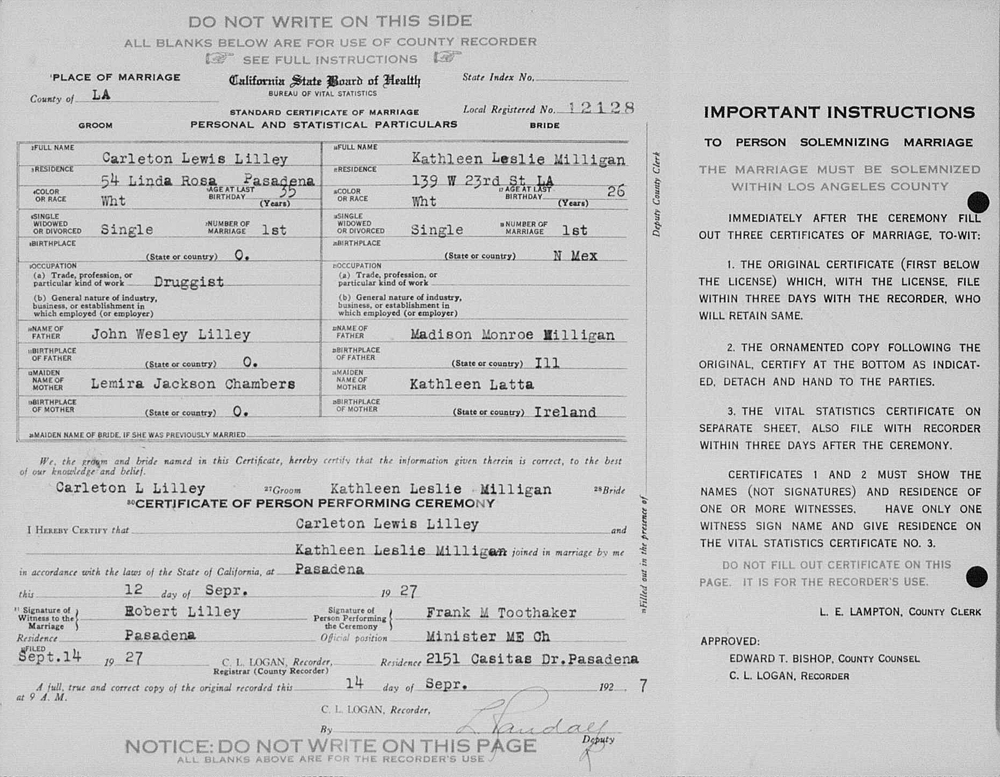 DO NOT WRITE ON THIS SIDE
ALL BLANKS BELOW ARE FOR USE OF COUNTY RECORDER
SEE FULL INSTRUCTIONS
PLACE OF MARRIAGE
County of LA
California State Board of Health
BUREAU OF VITAL STATISTICS
STANDARD CERTIFICATE OF MARRIAGE
State Index No.
Local Registered No. 12128
GROOM PERSONAL AND STATISTICAL PARTICULARS BRIDE
FULL NAME Carleton Lewis Lilley
RESIDENCE 54 Linda Rosa Pasadena
COLOR OR RACE Wht AGE AT LAST BIRTHDAY 35 (Years)
SINGLE WIDOWED OR DIVORCED Single NUMBER OF MARRIAGE 1st
BIRTHPLACE (State or country) O.
OCCUPATION
(a) Trade, profession, or particular kind of work Druggist
(b) General nature of industry, business, or establishment in which employed (or employer)
NAME OF FATHER John Wesley Lilley
BIRTHPLACE OF FATHER (State or country) O.
MAIDEN NAME OF MOTHER Lemira Jackson Chambers
BIRTHPLACE OF MOTHER (State or country) O.
FULL NAME Kathleen Leslie Milligan
RESIDENCE 139 W 23rd St LA
COLOR OR RACE Wht AGE AT LAST BIRTHDAY 26 (Years)
SINGLE WIDOWED OR DIVORCED Single NUMBER OF MARRIAGE 1st
BIRTHPLACE (State or country) N Mex
OCCUPATION
(a) Trade, profession, or particular kind of work
(b) General nature of industry, business, or establishment in which employed (or employer)
NAME OF FATHER Madison Monroe Milligan
BIRTHPLACE OF FATHER (State or country) Ill
MAIDEN NAME OF MOTHER Kathleen Latta
BIRTHPLACE OF MOTHER (State or country) Ireland
MAIDEN NAME OF BRIDE, IF SHE WAS PREVIOUSLY MARRIED
We, the groom and bride named in this Certificate, hereby certify that the information given therein is correct, to the best
of our knowledge and belief.
Carleton L Lilley 27Groom Kathleen Leslie Milligan 28Bride
30CERTIFICATE OF PERSON PERFORMING CEREMONY
I HEREBY CERTIFY that Carleton Lewis Lilley and
Kathleen Leslie Milligan joined in marriage by me
in accordance with the laws of the State of California, at Pasadena
this 12 day of Sepr. 19 27
31 Signature of Witness to the Marriage Robert Lilley
Residence Pasadena
Signature of Person Performing the Ceremony Frank M Toothaker
Official position Minister ME Ch
FILED Sept.14 19 27 C. L. LOGAN, Recorder, Residence 2151 Casitas Dr.Pasadena
Registrar (County Recorder)
A full, true and correct copy of the original recorded this 14 day of Sepr. 192 7
at 9 A. M.
C. L. LOGAN, Recorder,
By L Randall Deputy
NOTICE: DO NOT WRITE ON THIS PAGE
ALL BLANKS ABOVE ARE FOR THE RECORDER'S USE
Filled out in the presence of
Deputy County Clerk
IMPORTANT INSTRUCTIONS
TO PERSON SOLEMNIZING MARRIAGE
THE MARRIAGE MUST BE SOLEMNIZED
WITHIN LOS ANGELES COUNTY
IMMEDIATELY AFTER THE CEREMONY FILL
OUT THREE CERTIFICATES OF MARRIAGE, TO-WIT:
1. THE ORIGINAL CERTIFICATE (FIRST BELOW
THE LICENSE) WHICH, WITH THE LICENSE, FILE
WITHIN THREE DAYS WITH THE RECORDER, WHO
WILL RETAIN SAME.
2. THE ORNAMENTED COPY FOLLOWING THE
ORIGINAL, CERTIFY AT THE BOTTOM AS INDICAT-
ED, DETACH AND HAND TO THE PARTIES.
3. THE VITAL STATISTICS CERTIFICATE ON
SEPARATE SHEET, ALSO FILE WITH RECORDER
WITHIN THREE DAYS AFTER THE CEREMONY.
CERTIFICATES 1 AND 2 MUST SHOW THE
NAMES (NOT SIGNATURES) AND RESIDENCE OF
ONE OR MORE WITNESSES. HAVE ONLY ONE
WITNESS SIGN NAME AND GIVE RESIDENCE ON
THE VITAL STATISTICS CERTIFICATE NO. 3.
DO NOT FILL OUT CERTIFICATE ON THIS
PAGE. IT IS FOR THE RECORDER'S USE.
L. E. LAMPTON, COUNTY CLERK
APPROVED:
EDWARD T. BISHOP, COUNTY COUNSEL
C. L. LOGAN, RECORDER